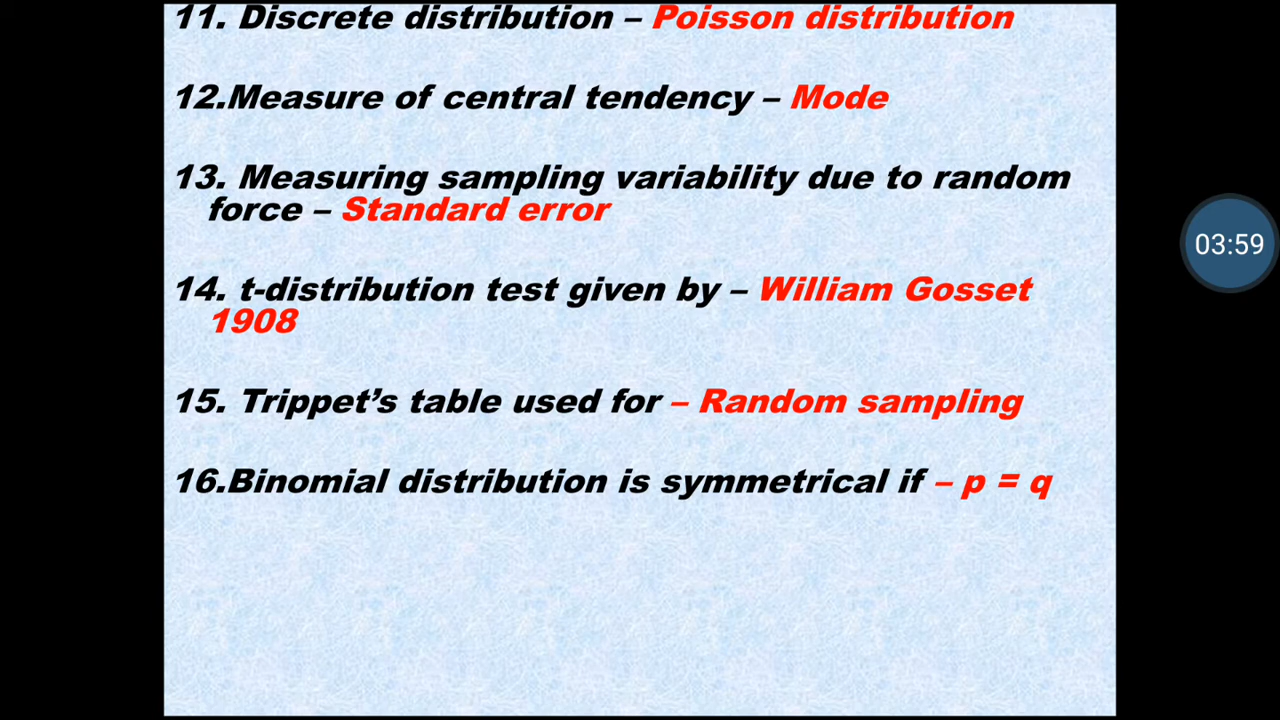 11. Discrete distribution – Poisson distribution
12.Measure of central tendency – Mode
13. Measuring sampling variability due to random
force – Standard error
14. t-distribution test given by – William Gosset
1908
15. Trippet’s table used for – Random sampling
16.Binomial distribution is symmetrical if – p = q
03:59